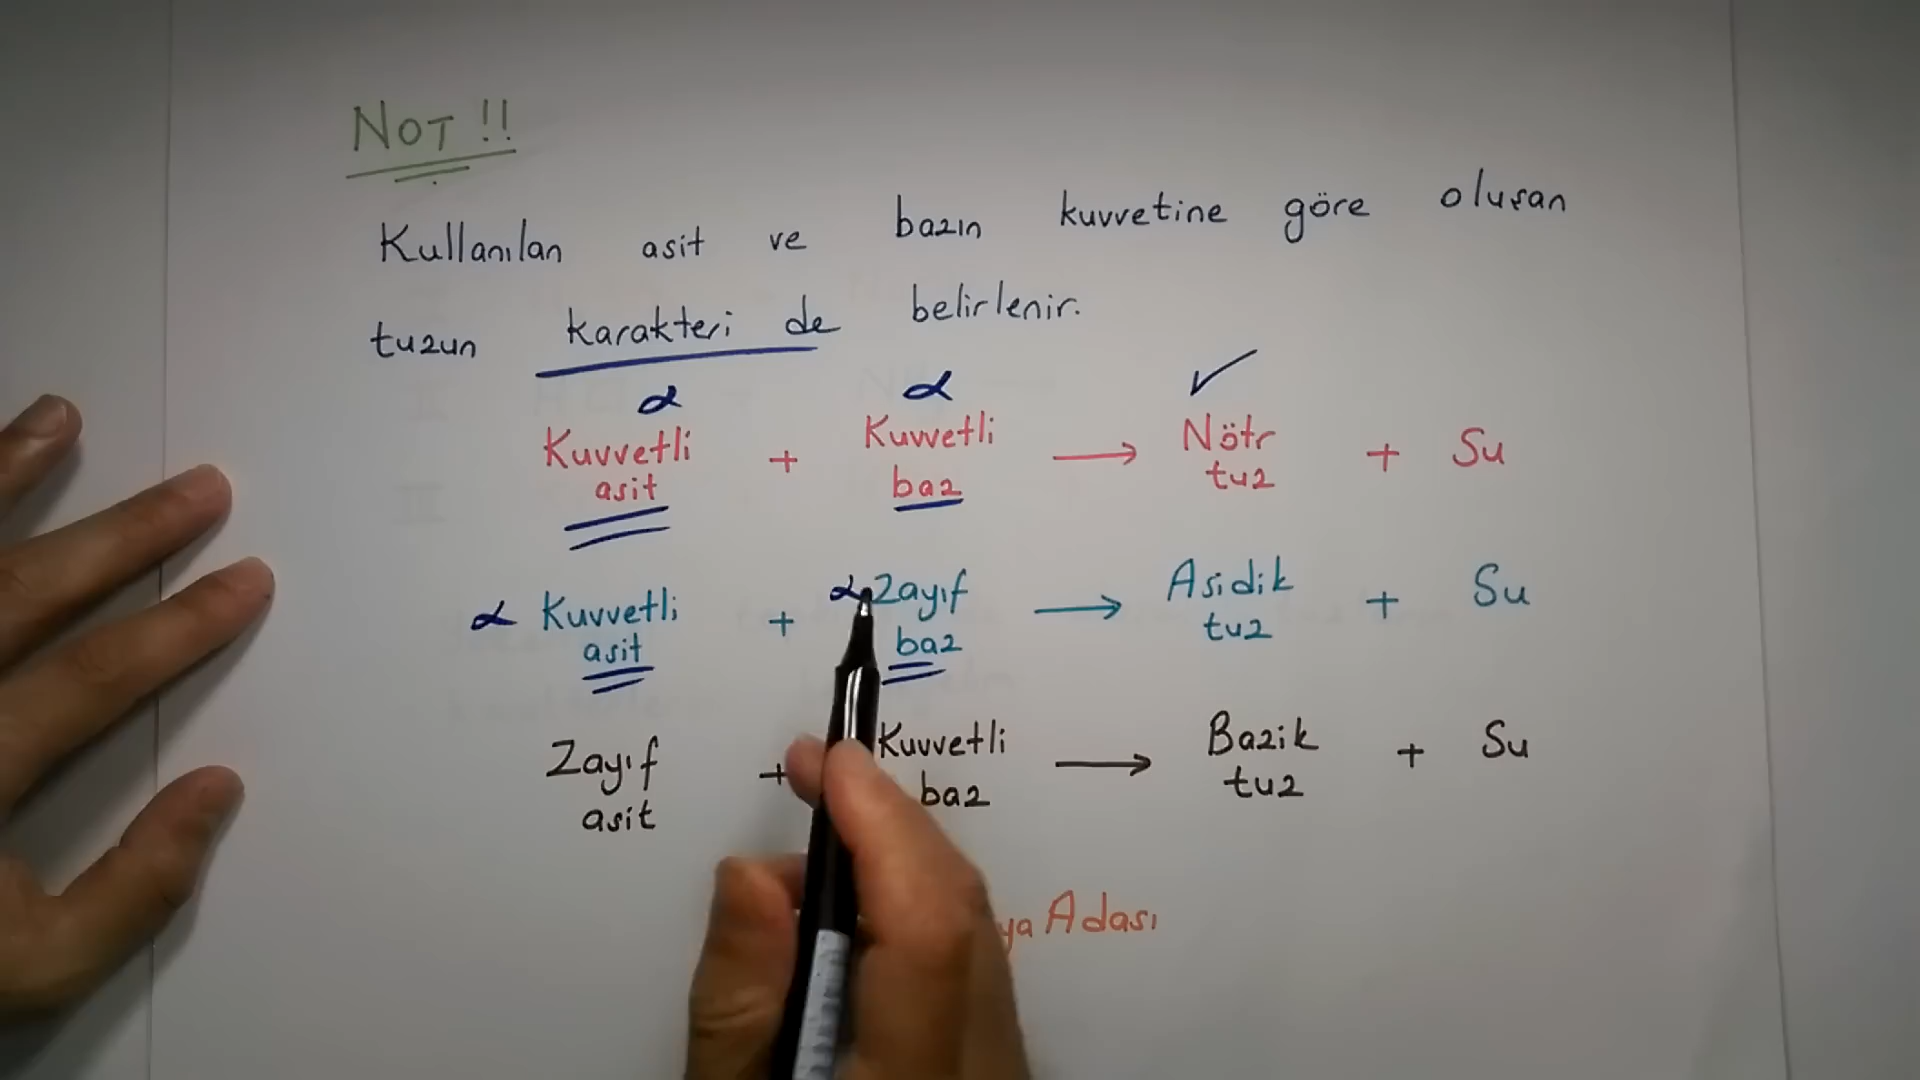 NOT !!
Kullanılan asit ve bazın kuvvetine göre oluşan
tuzun karakteri de belirlenir.
α α ✓
Kuvvetli asit + Kuvvetli baz → Nötr tuz + Su
α Kuvvetli asit + α Zayıf baz → Asidik tuz + Su
Zayıf asit + Kuvvetli baz → Bazik tuz + Su
Adası